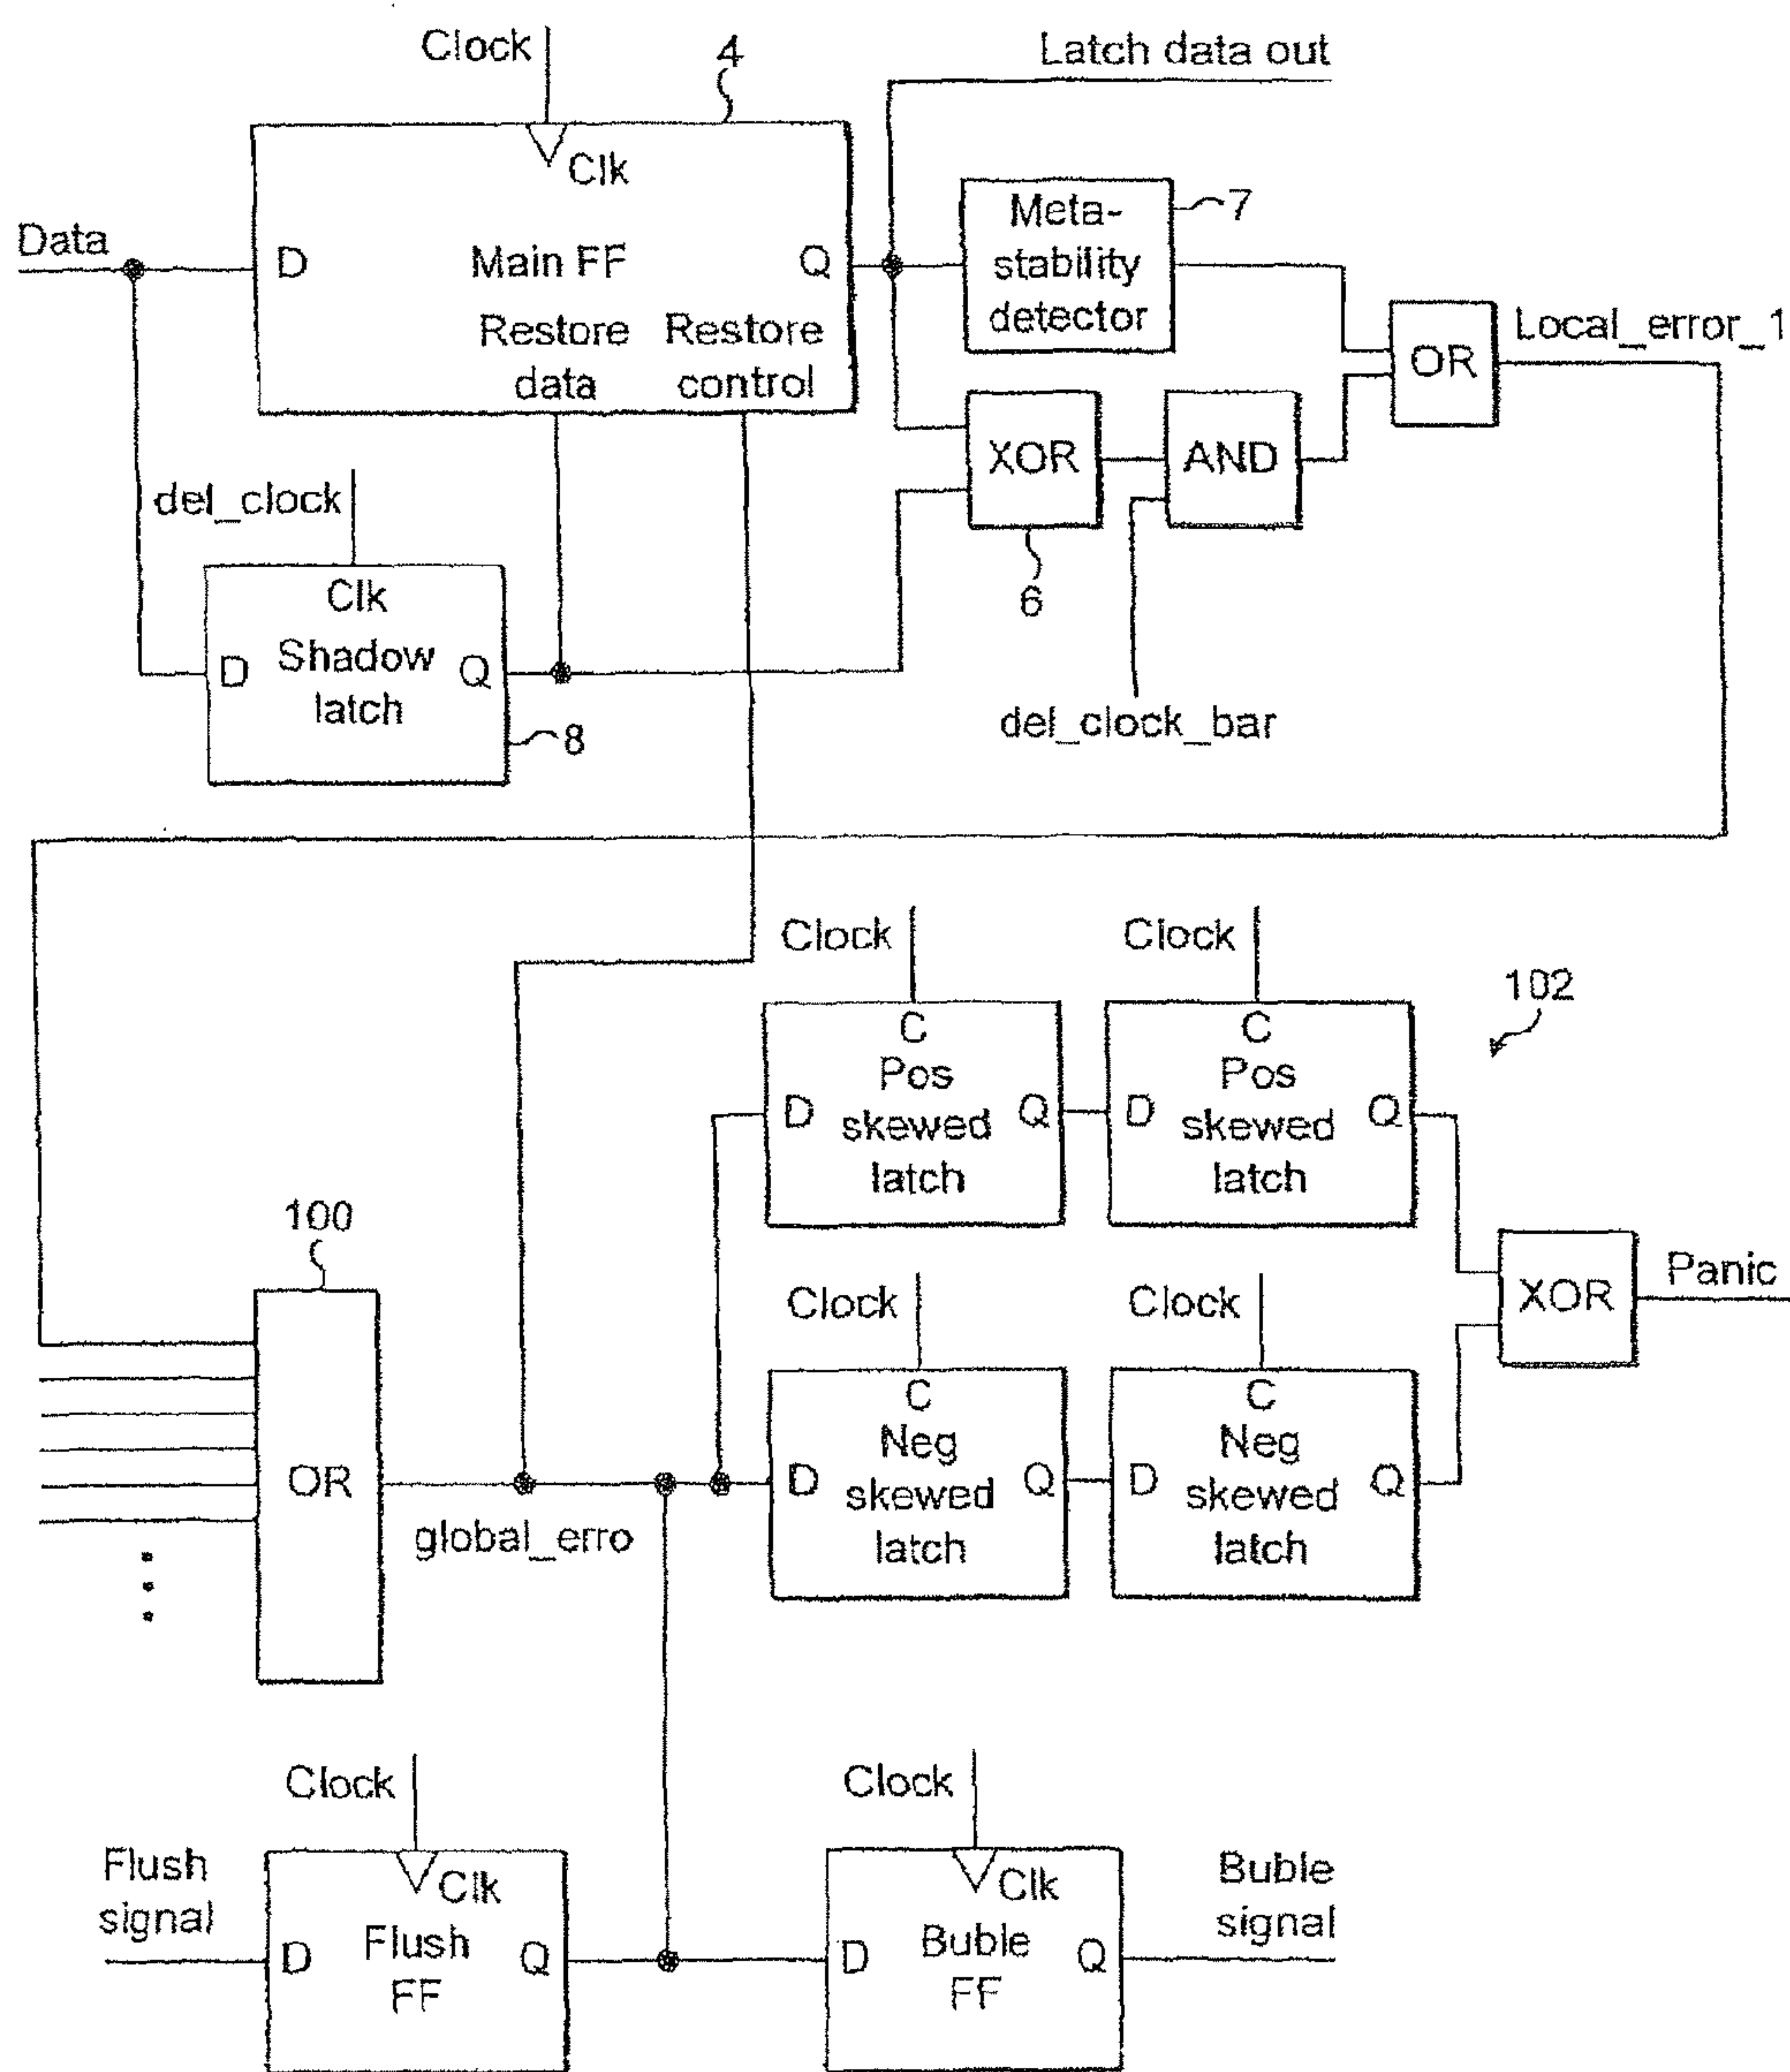 Clock
4
Latch data out
Clk
Data
D
Main FF
Q
Restore
data
Restore
control
Meta-
stability
detector
7
OR
Local_error_1
XOR
AND
6
del_clock_bar
del_clock
Clk
D
Shadow
latch
Q
8
Clock
Clock
102
C
D
Pos
skewed
latch
Q
C
D
Pos
skewed
latch
Q
100
OR
global_erro
Clock
Clock
C
D
Neg
skewed
latch
Q
C
D
Neg
skewed
latch
Q
XOR
Panic
Clock
Flush
signal
Clk
D
Flush
FF
Q
Clock
Clk
D
Buble
FF
Q
Buble
signal